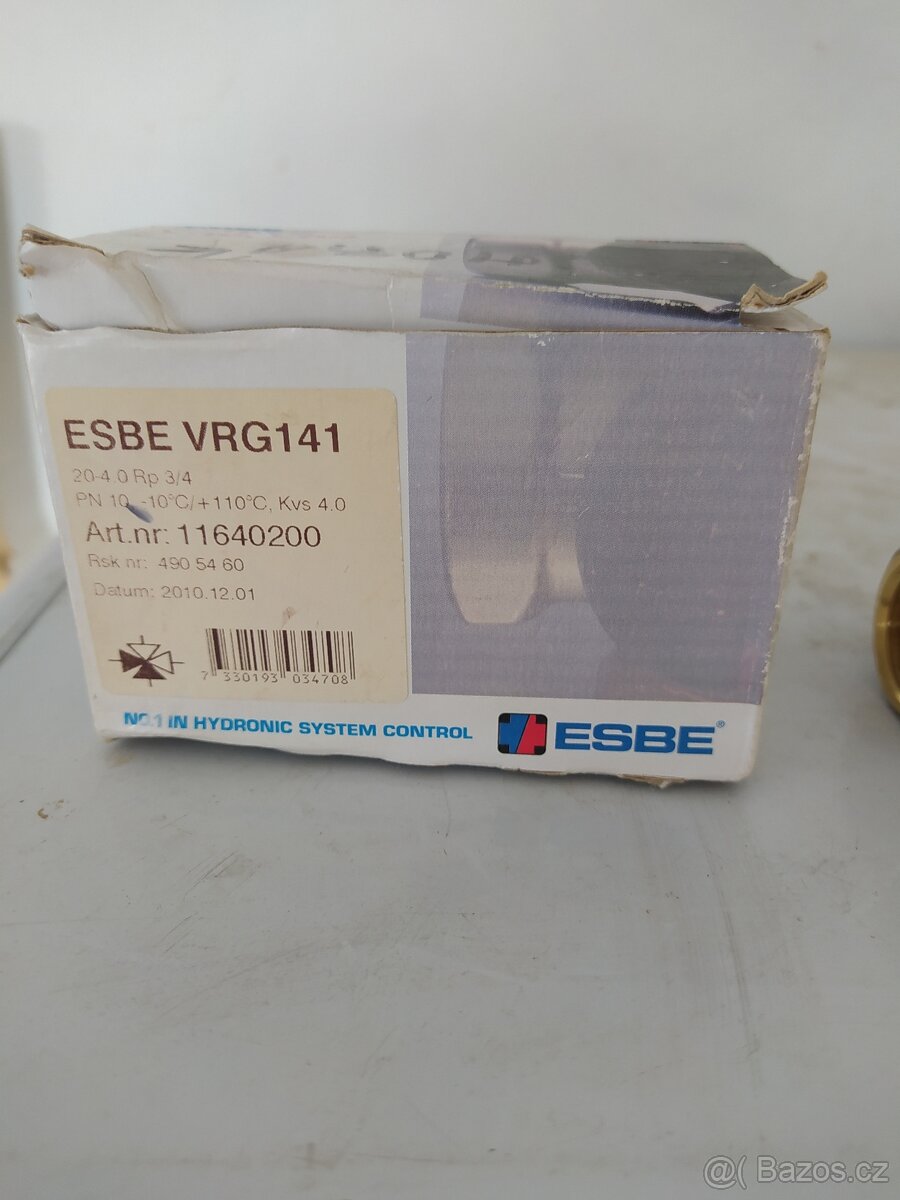 ESBE VRG141
20-4.0 Rp 3/4
PN 10, -10°C/+110°C, Kvs 4.0
Art.nr: 11640200
Rsk nr: 490 54 60
Datum: 2010.12.01
7 330193 034708
NO.1 IN HYDRONIC SYSTEM CONTROL
ESBE®
@( Bazos.cz